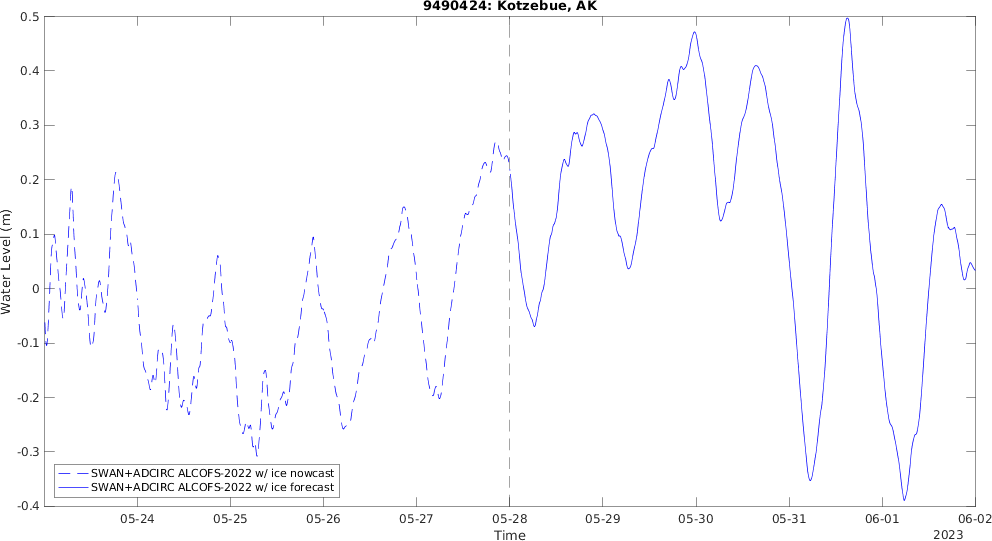 9490424: Kotzebue, AK
0.5
0.4
0.3
0.2
0.1
0
-0.1
-0.2
-0.3
-0.4
Water Level (m)
SWAN+ADCIRC ALCOFS-2022 w/ ice nowcast
SWAN+ADCIRC ALCOFS-2022 w/ ice forecast
05-24 05-25 05-26 05-27 05-28 05-29 05-30 05-31 06-01 06-02
Time
2023